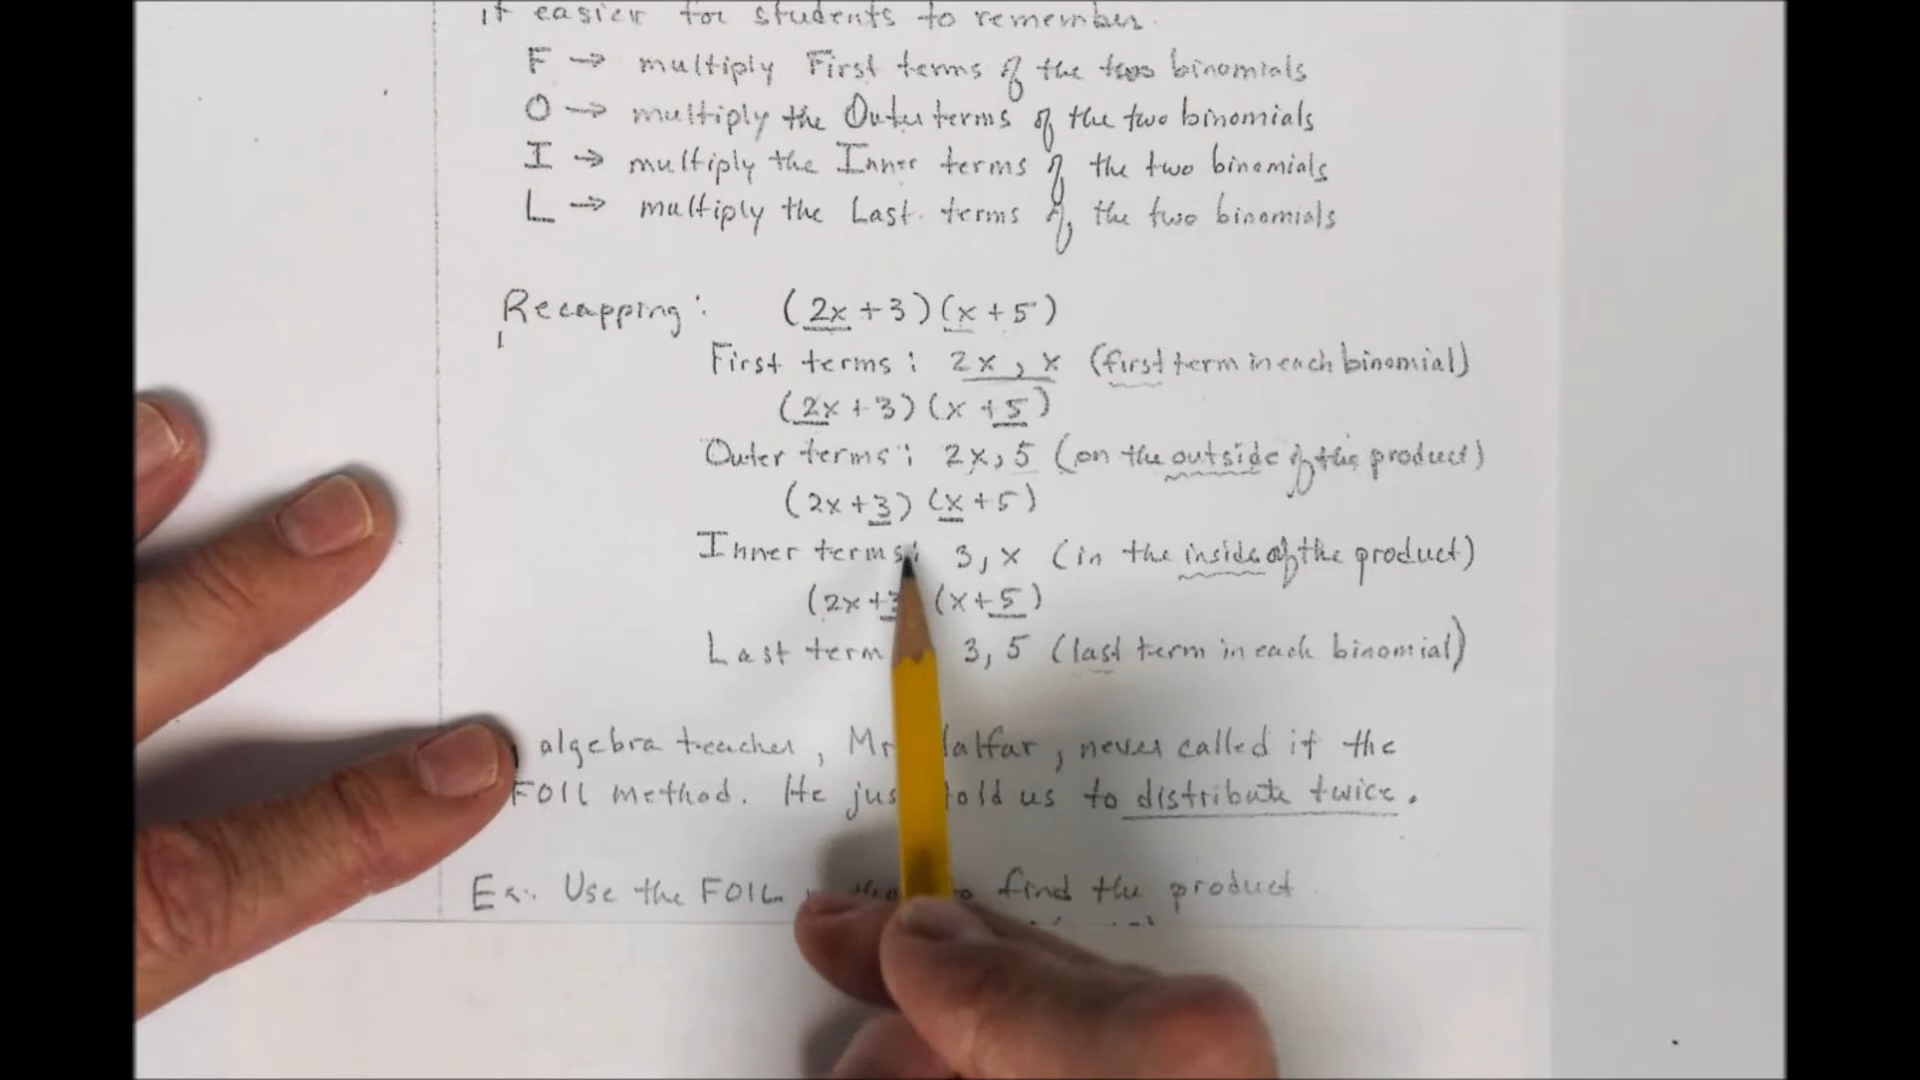 it easier for students to remember.
F → multiply First terms of the two binomials
O → multiply the Outer terms of the two binomials
I → multiply the Inner terms of the two binomials
L → multiply the Last terms of the two binomials
Recapping: (2x + 3)(x + 5)
First terms: 2x, x (first term in each binomial)
(2x + 3)(x + 5)
Outer terms: 2x, 5 (on the outside of the product)
(2x + 3)(x + 5)
Inner terms: 3, x (in the inside of the product)
(2x + 3 (x + 5)
Last term 3, 5 (last term in each binomial)
algebra teacher, Mr never called it the
FOIL method. He told us to distribute twice.
Ex: Use the FOIL find the product